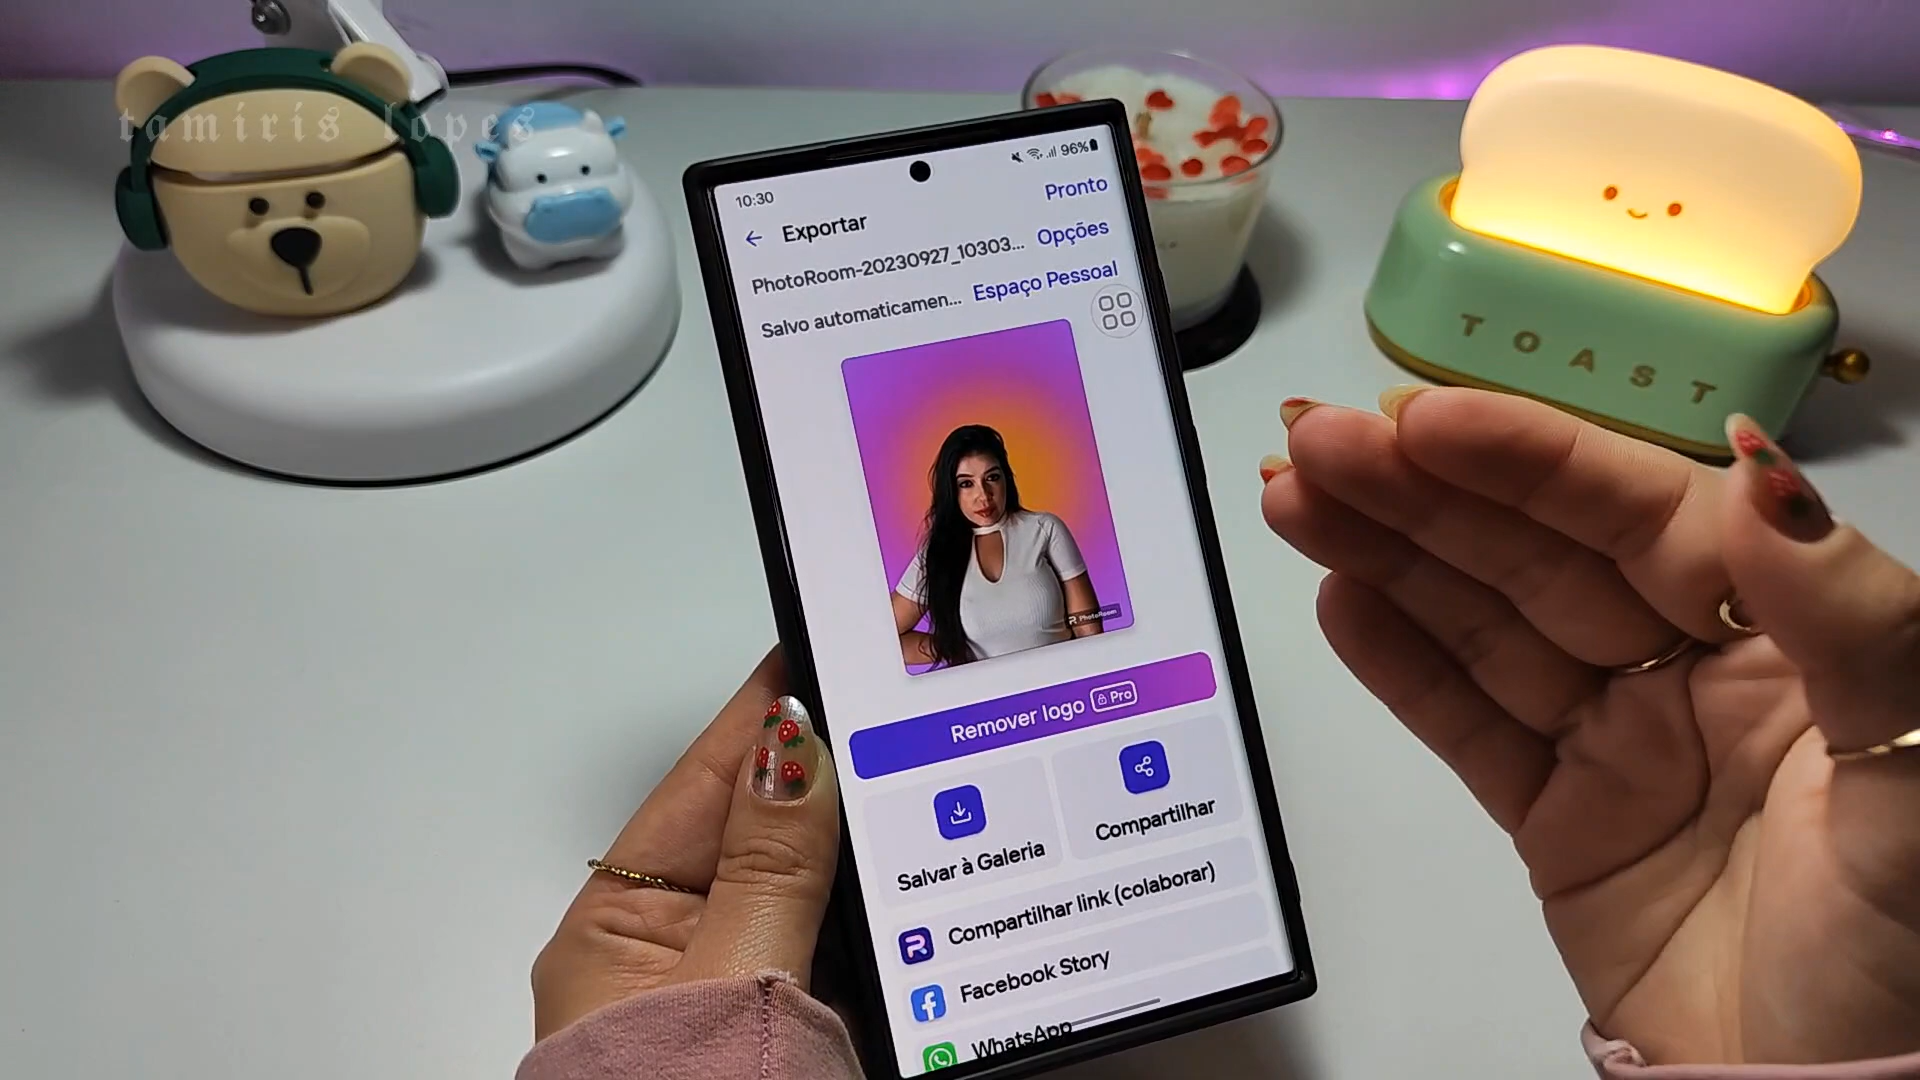 tamiris lopes
10:30
96%
Pronto
Exportar
PhotoRoom-20230927_10303...
Opções
Salvo automaticamen...
Espaço Pessoal
PhotoRoom
Remover logo
Pro
Salvar à Galeria
Compartilhar
Compartilhar link (colaborar)
Facebook Story
WhatsApp
TOAST